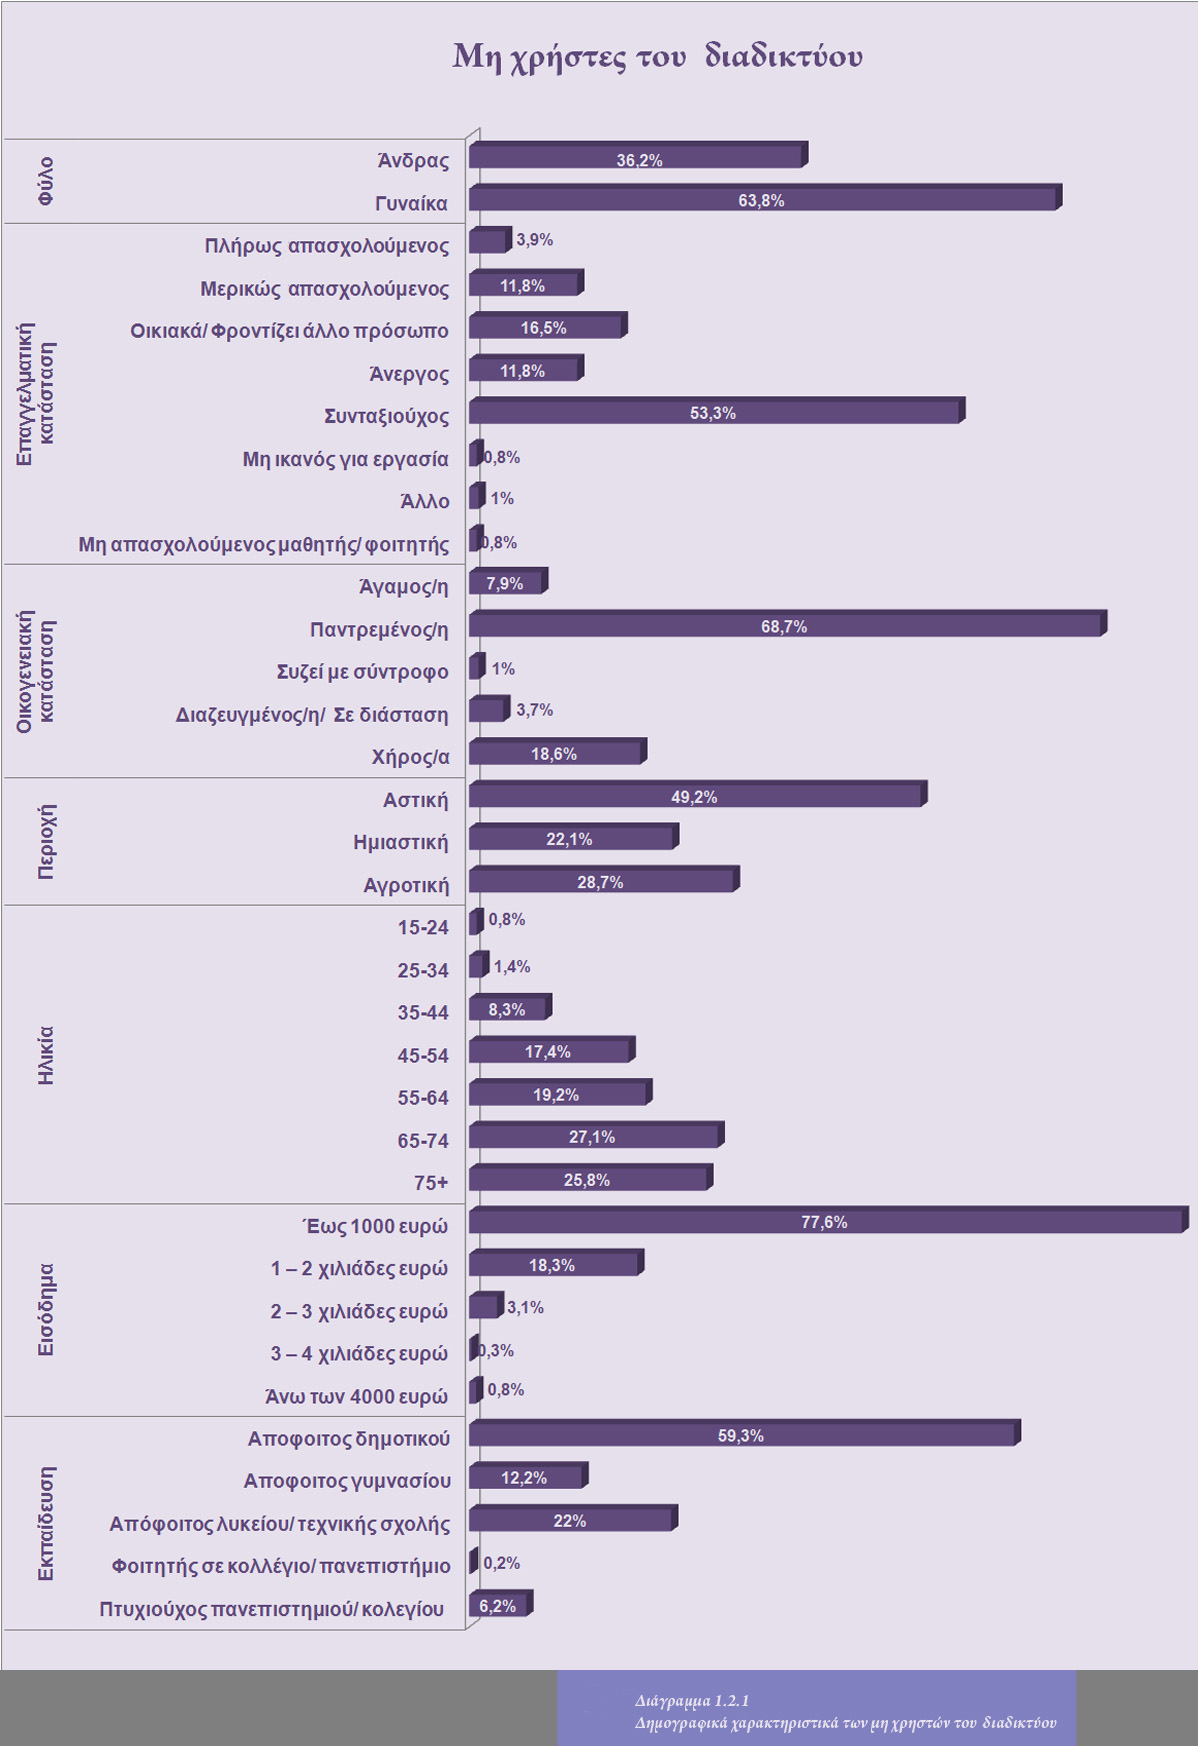 Μη χρήστες του διαδικτύου
Φύλο
Άνδρας 36,2%
Γυναίκα 63,8%
Επαγγελματική
κατάσταση
Πλήρως απασχολούμενος 3,9%
Μερικώς απασχολούμενος 11,8%
Οικιακά/ Φροντίζει άλλο πρόσωπο 16,5%
Άνεργος 11,8%
Συνταξιούχος 53,3%
Μη ικανός για εργασία 0,8%
Άλλο 1%
Μη απασχολούμενος μαθητής/ φοιτητής 0,8%
Οικογενειακή
κατάσταση
Άγαμος/η 7,9%
Παντρεμένος/η 68,7%
Συζεί με σύντροφο 1%
Διαζευγμένος/η/ Σε διάσταση 3,7%
Χήρος/α 18,6%
Περιοχή
Αστική 49,2%
Ημιαστική 22,1%
Αγροτική 28,7%
Ηλικία
15-24 0,8%
25-34 1,4%
35-44 8,3%
45-54 17,4%
55-64 19,2%
65-74 27,1%
75+ 25,8%
Εισόδημα
Έως 1000 ευρώ 77,6%
1 – 2 χιλιάδες ευρώ 18,3%
2 – 3 χιλιάδες ευρώ 3,1%
3 – 4 χιλιάδες ευρώ 0,3%
Άνω των 4000 ευρώ 0,8%
Εκπαίδευση
Αποφοιτος δημοτικού 59,3%
Αποφοιτος γυμνασίου 12,2%
Απόφοιτος λυκείου/ τεχνικής σχολής 22%
Φοιτητής σε κολλέγιο/ πανεπιστήμιο 0,2%
Πτυχιούχος πανεπιστημιού/ κολεγίου 6,2%
Διάγραμμα 1.2.1
Δημογραφικά χαρακτηριστικά των μη χρηστών του διαδικτύου